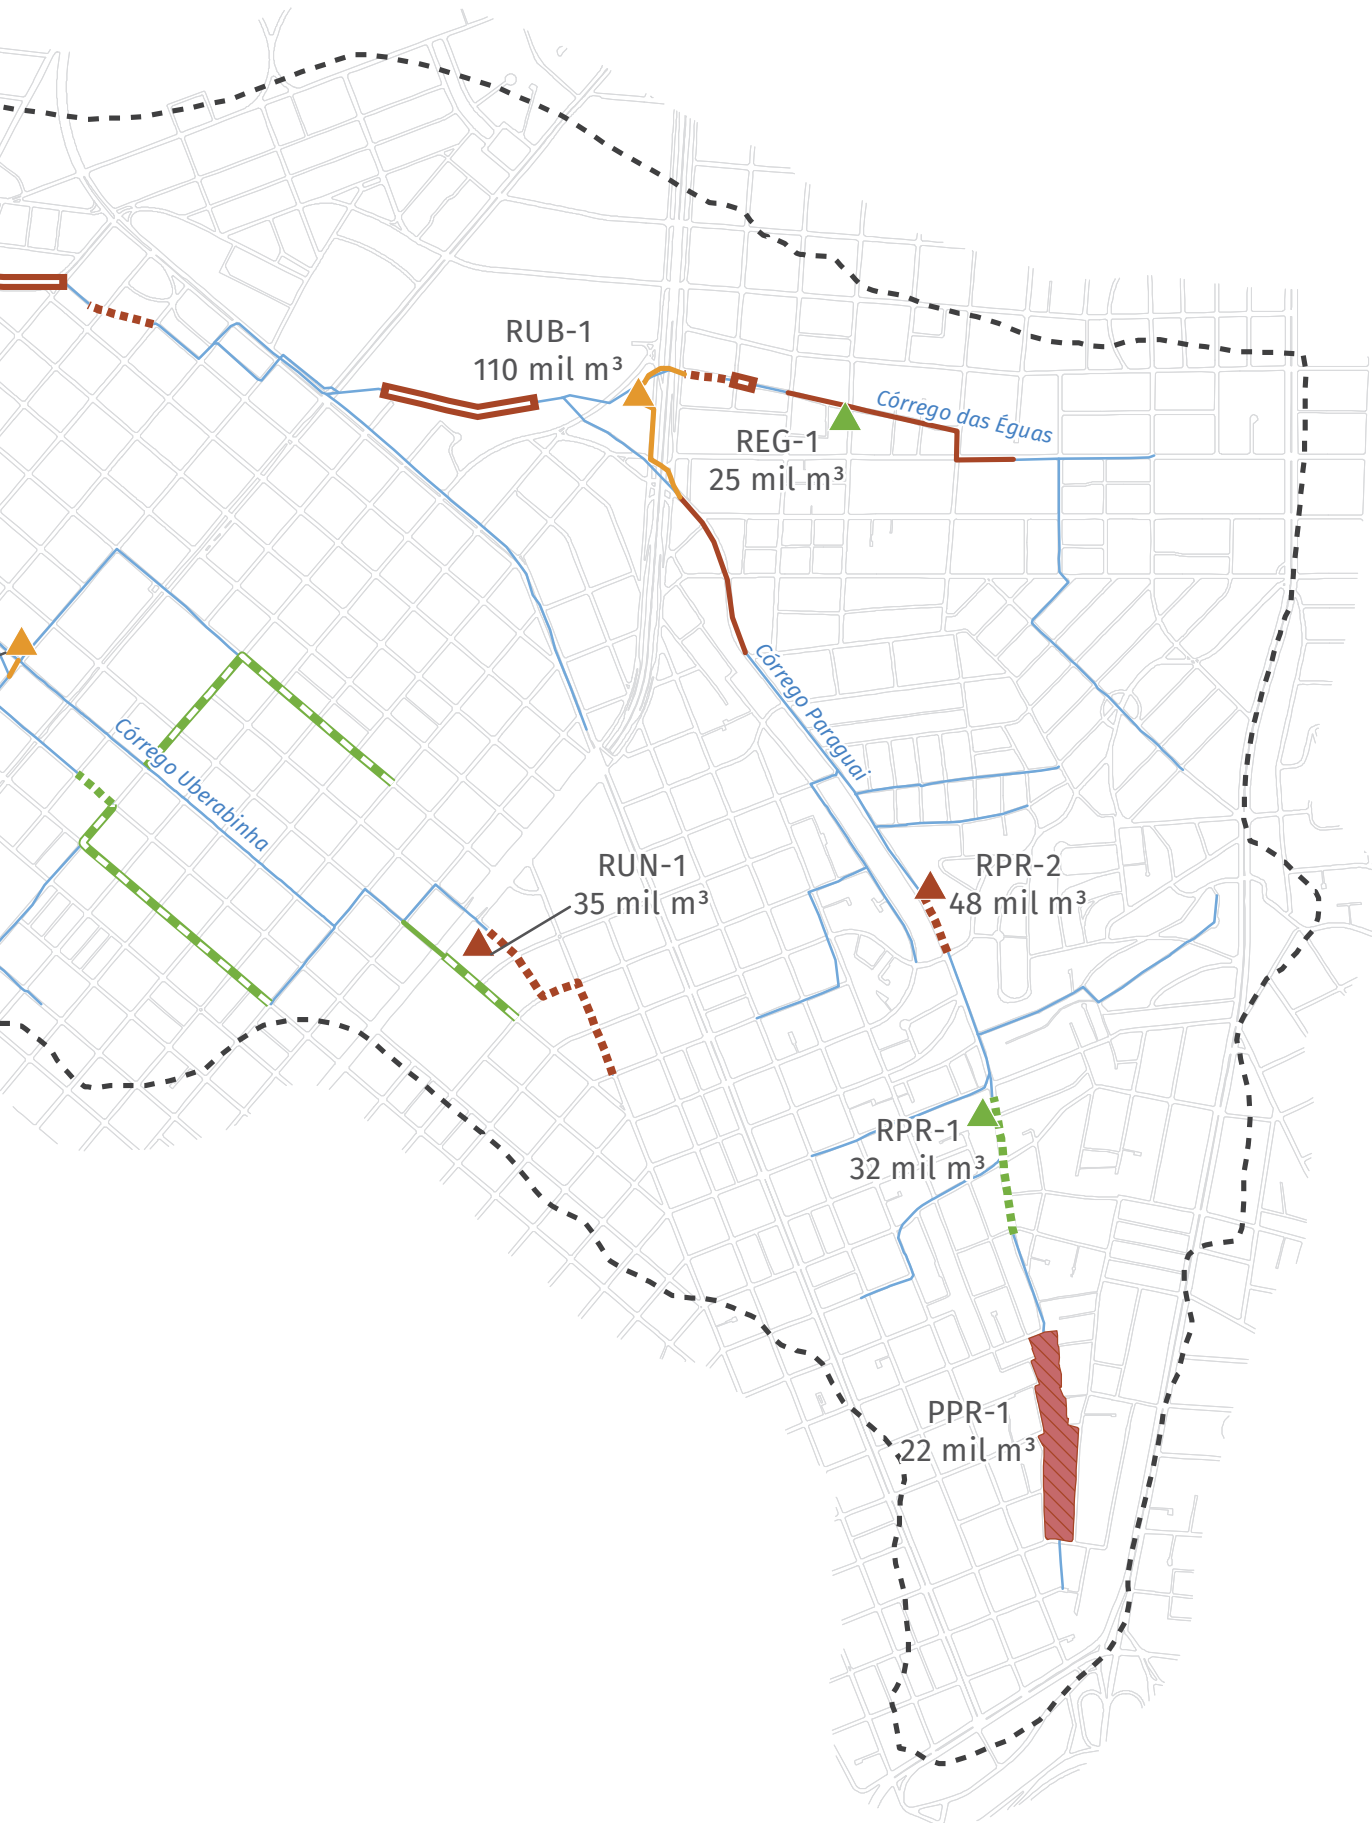 RUB-1
110 mil m³
Córrego das Éguas
REG-1
25 mil m³
Córrego Paraguai
Córrego Uberabinha
RUN-1
35 mil m³
RPR-2
48 mil m³
RPR-1
32 mil m³
PPR-1
22 mil m³